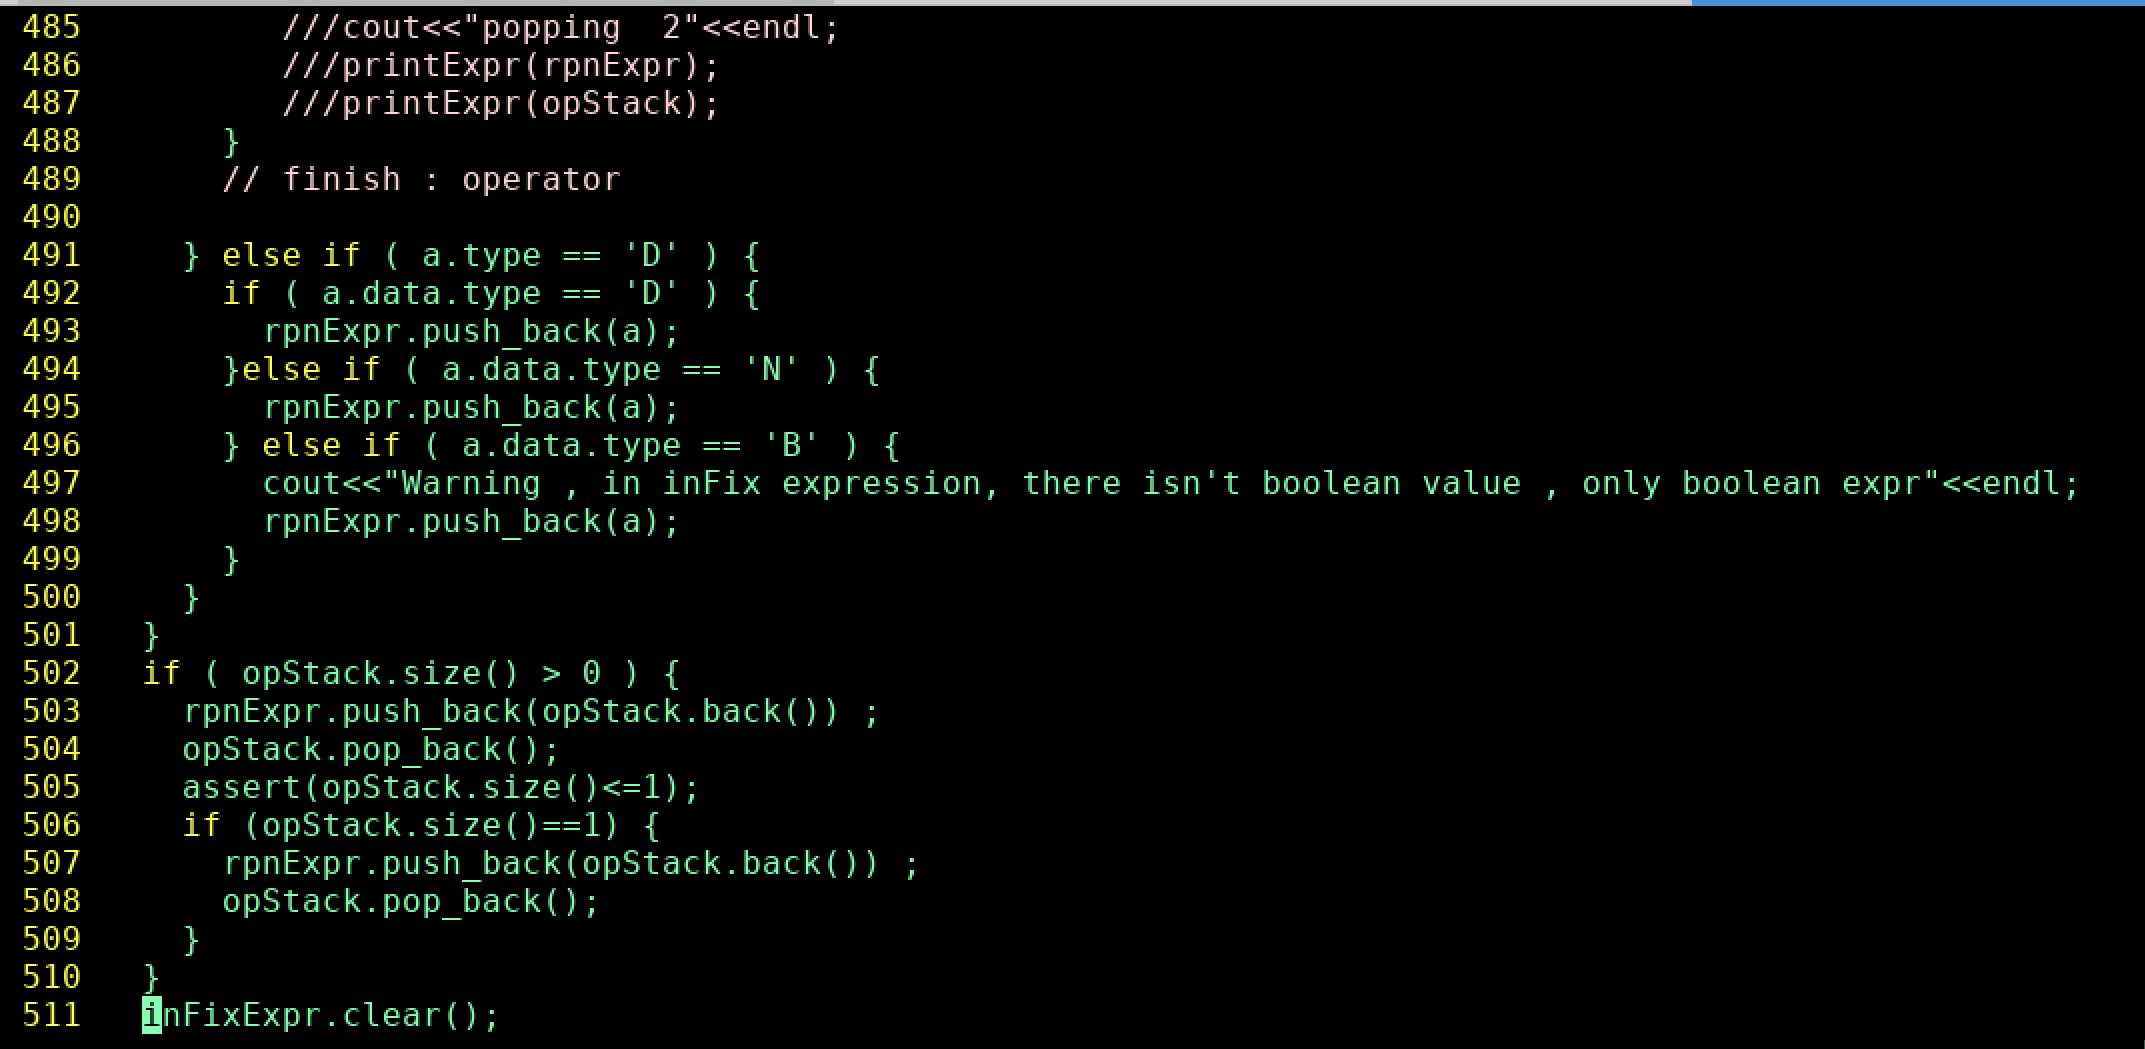 485          ///cout<<"popping  2"<<endl;
486          ///printExpr(rpnExpr);
487          ///printExpr(opStack);
488       }
489       // finish : operator
490
491     } else if ( a.type == 'D' ) {
492       if ( a.data.type == 'D' ) {
493         rpnExpr.push_back(a);
494       }else if ( a.data.type == 'N' ) {
495         rpnExpr.push_back(a);
496       } else if ( a.data.type == 'B' ) {
497         cout<<"Warning , in inFix expression, there isn't boolean value , only boolean expr"<<endl;
498         rpnExpr.push_back(a);
499       }
500     }
501   }
502   if ( opStack.size() > 0 ) {
503     rpnExpr.push_back(opStack.back()) ;
504     opStack.pop_back();
505     assert(opStack.size()<=1);
506     if (opStack.size()==1) {
507       rpnExpr.push_back(opStack.back()) ;
508       opStack.pop_back();
509     }
510   }
511   inFixExpr.clear();